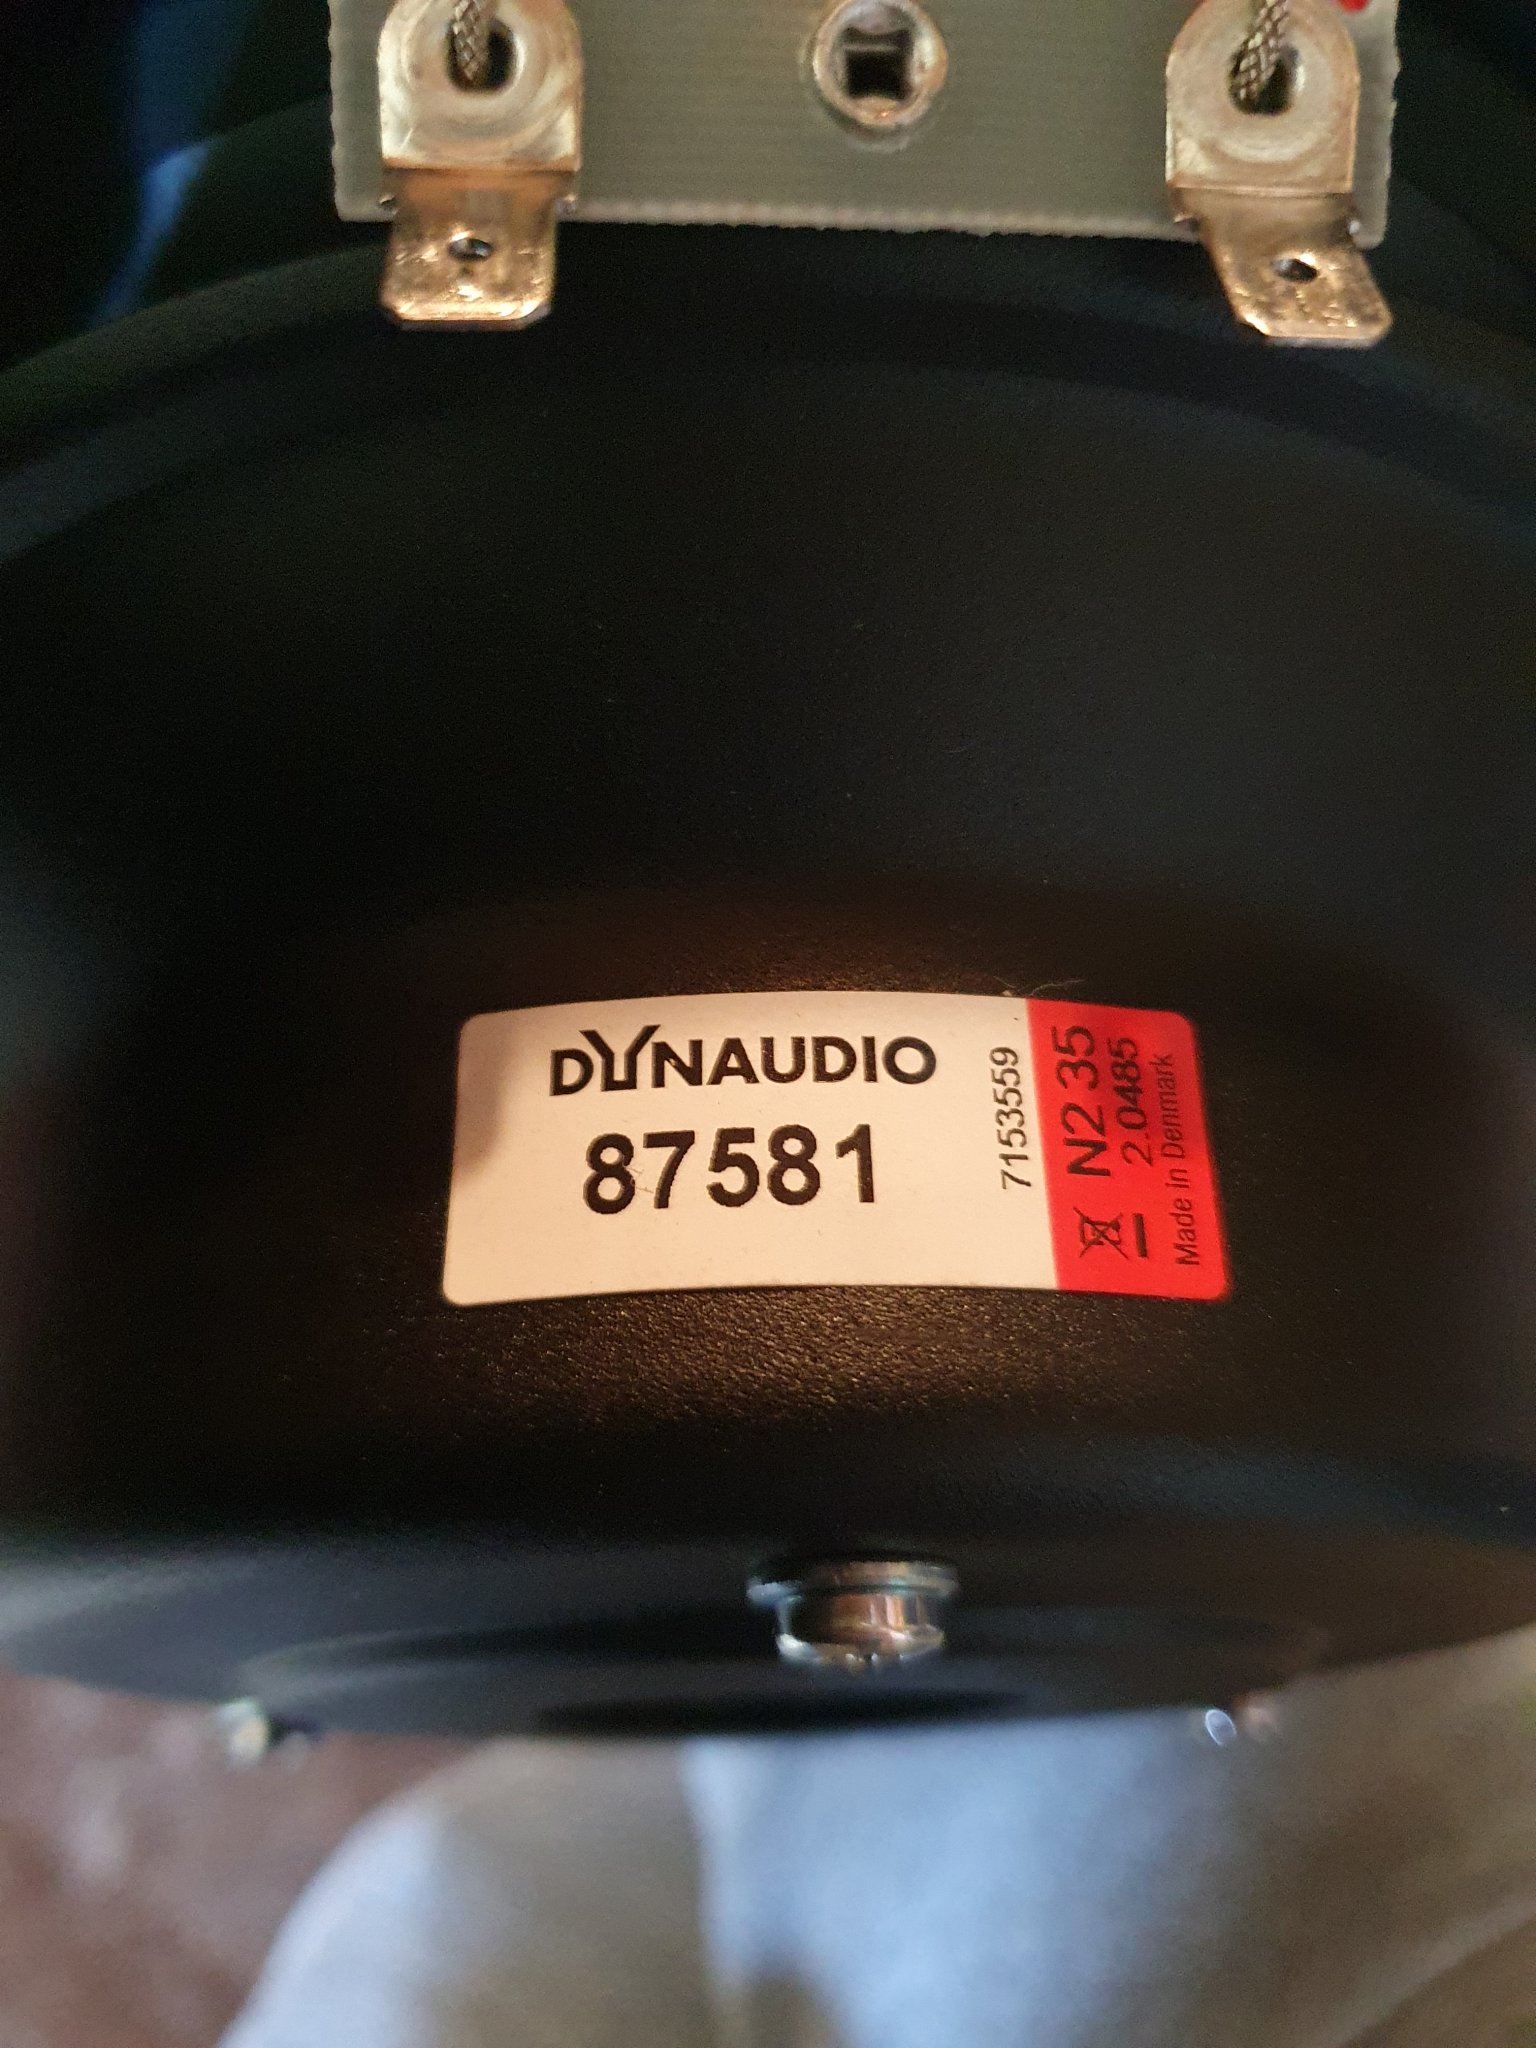 DYNAUDIO
87581
7153559
N2 35
2.0485
Made in Denmark